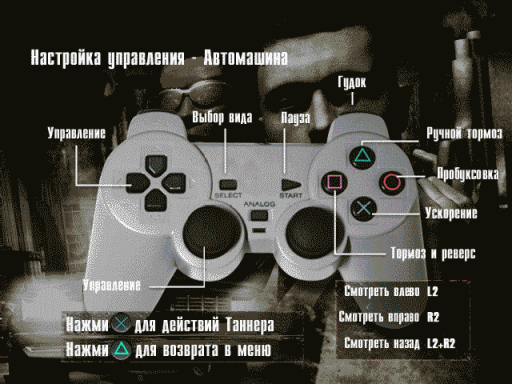 Настройка управления - Автомашина
Гудок
Выбор вида
Пауза
Управление
Ручной тормоз
Пробуксовка
SELECT
START
ANALOG
Ускорение
Тормоз и реверс
Управление
Смотреть влево L2
Смотреть вправо R2
Смотреть назад L2+R2
Нажми для действий Таннера
Нажми для возврата в меню